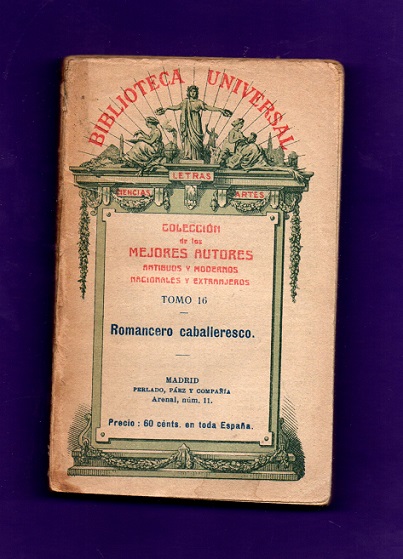 BIBLIOTECA UNIVERSAL
LETRAS
CIENCIAS
ARTES
COLECCIÓN
de los
MEJORES AUTORES
ANTIGUOS Y MODERNOS
NACIONALES Y EXTRANJEROS
TOMO 16
Romancero caballeresco.
MADRID
PERLADO, PÁEZ Y COMPAÑÍA
Arenal, núm. 11.
Precio: 60 cénts. en toda España.